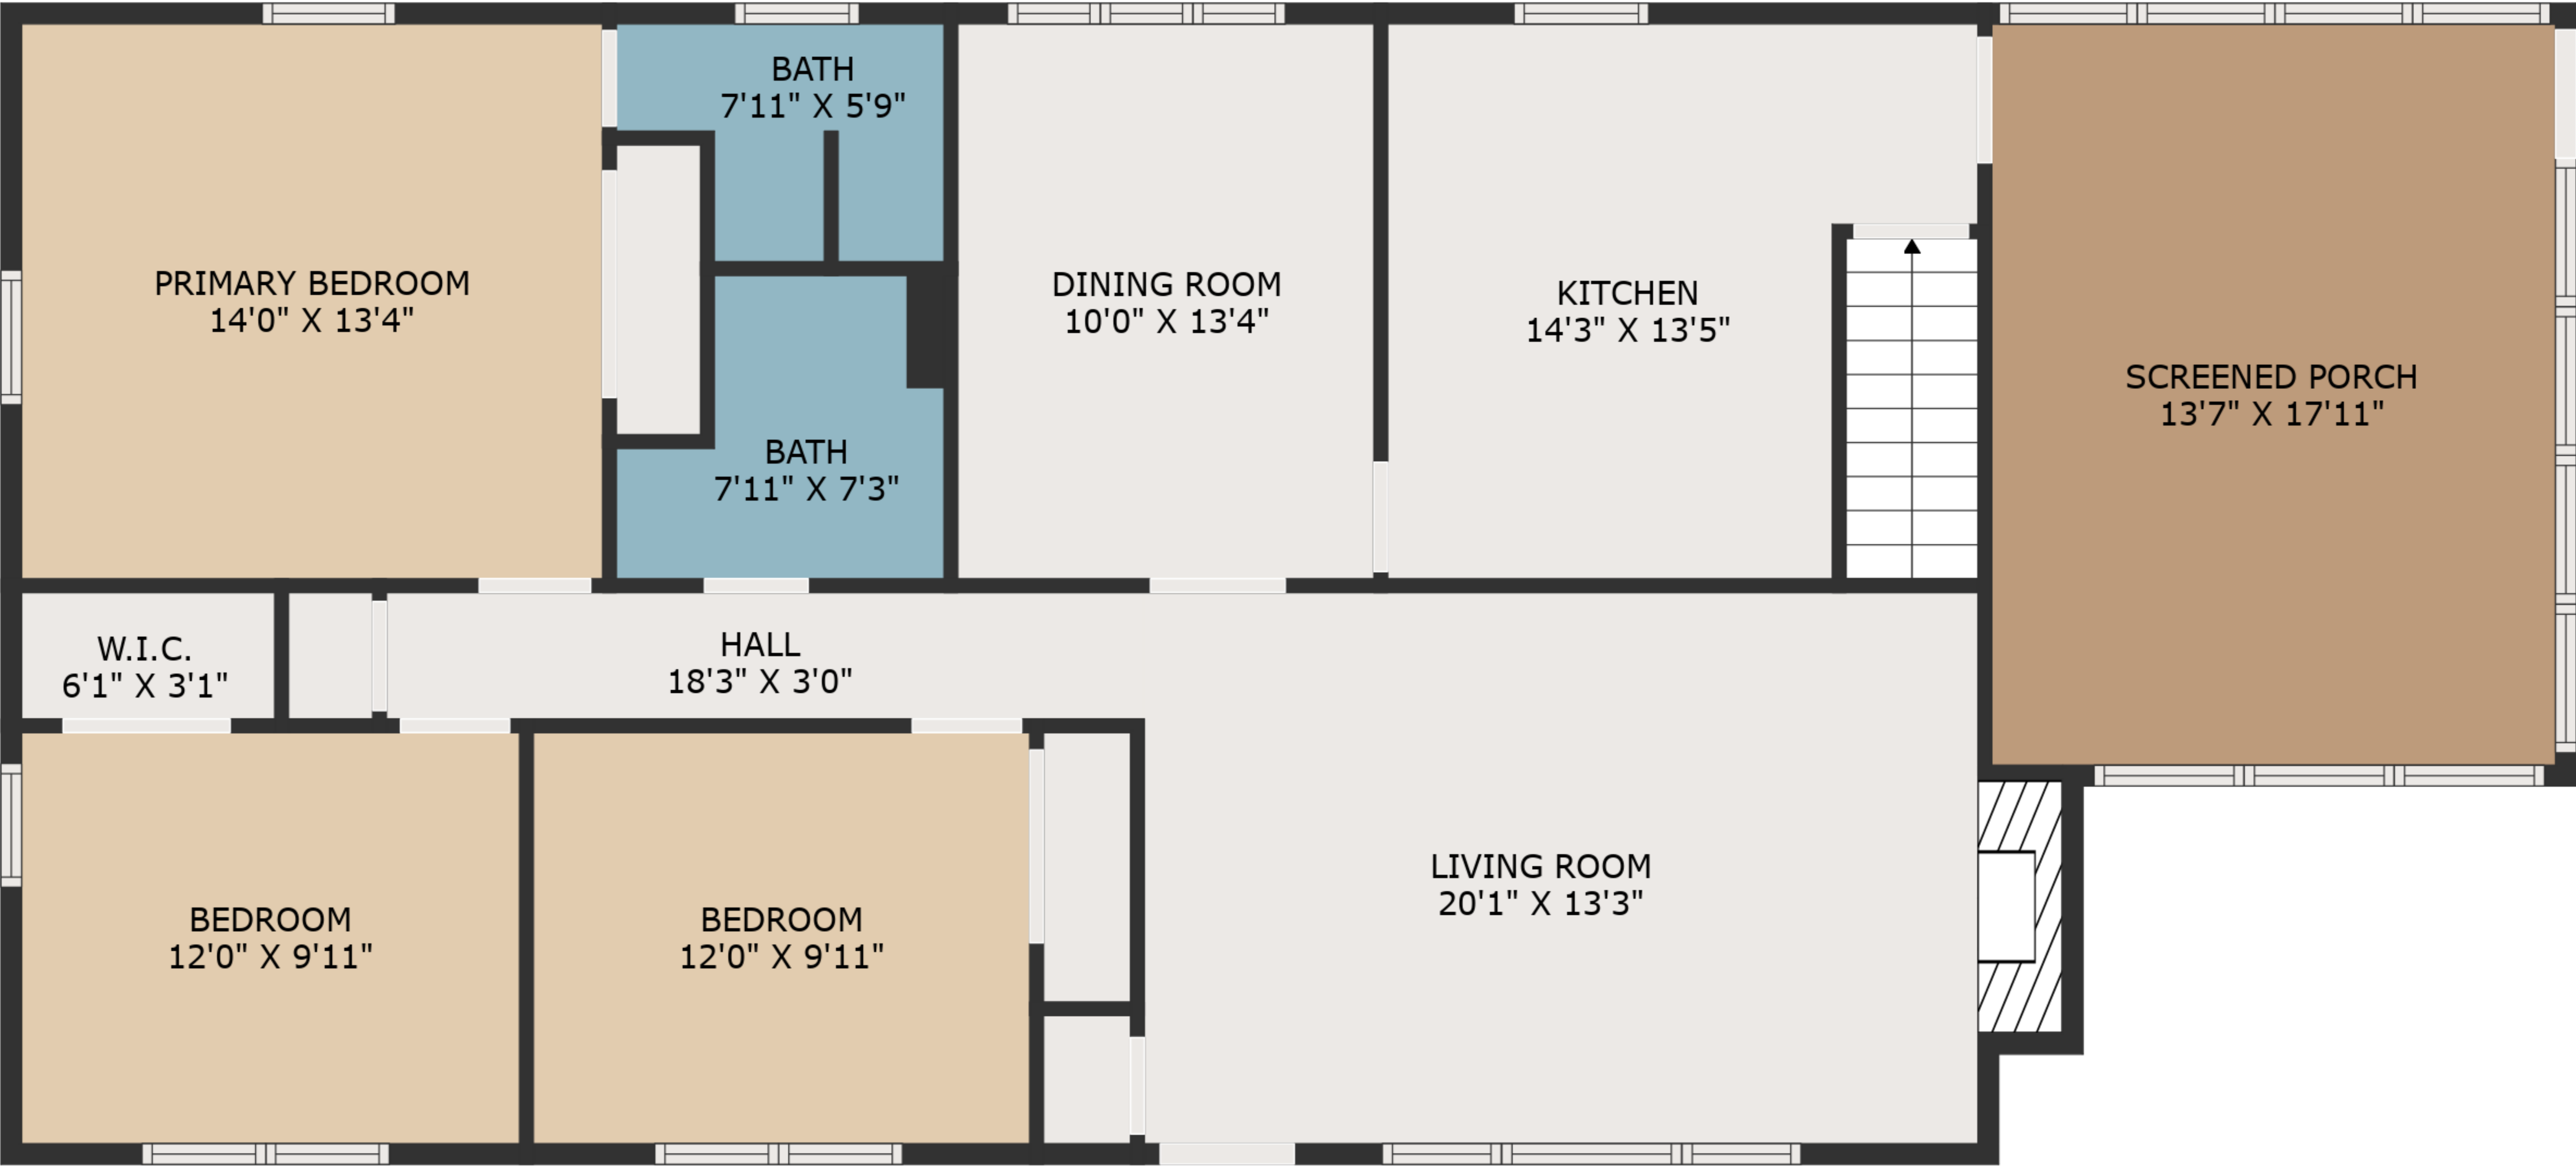 BATH
7'11" X 5'9"
PRIMARY BEDROOM
14'0" X 13'4"
DINING ROOM
10'0" X 13'4"
KITCHEN
14'3" X 13'5"
SCREENED PORCH
13'7" X 17'11"
BATH
7'11" X 7'3"
W.I.C.
6'1" X 3'1"
HALL
18'3" X 3'0"
BEDROOM
12'0" X 9'11"
BEDROOM
12'0" X 9'11"
LIVING ROOM
20'1" X 13'3"